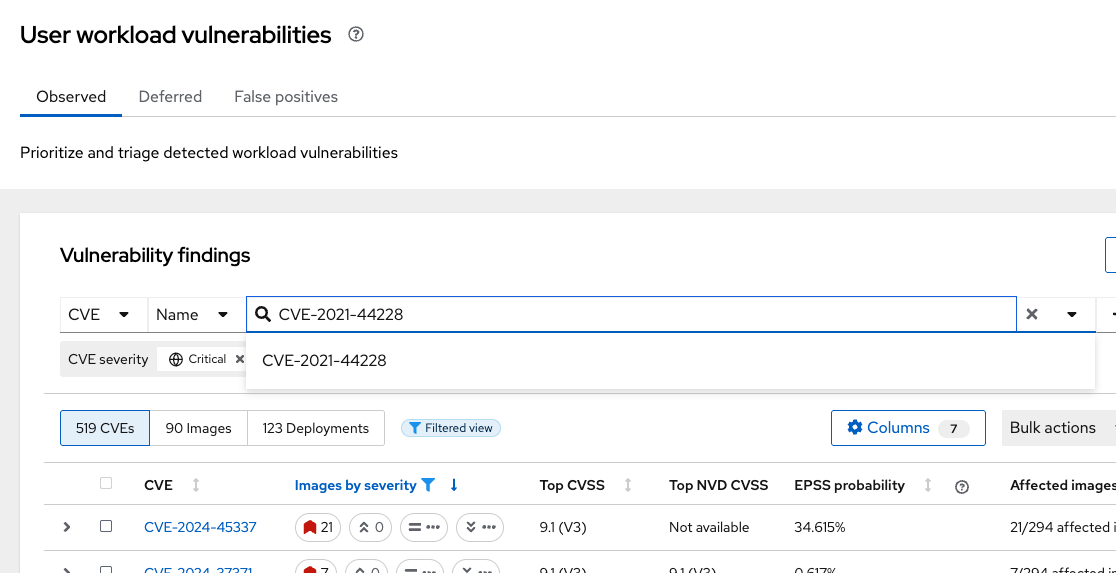 User workload vulnerabilities
Observed Deferred False positives
Prioritize and triage detected workload vulnerabilities
Vulnerability findings
CVE Name CVE-2021-44228
CVE severity Critical CVE-2021-44228
519 CVEs 90 Images 123 Deployments Filtered view Columns 7 Bulk actions
CVE Images by severity Top CVSS Top NVD CVSS EPSS probability Affected images
CVE-2024-45337 21 0 ... ... 9.1 (V3) Not available 34.615% 21/294 affected i
CVE-2024-37371 7 0 ... ... 9.1 (V3) 9.1 (V3) 0.617% 7/294 affected i